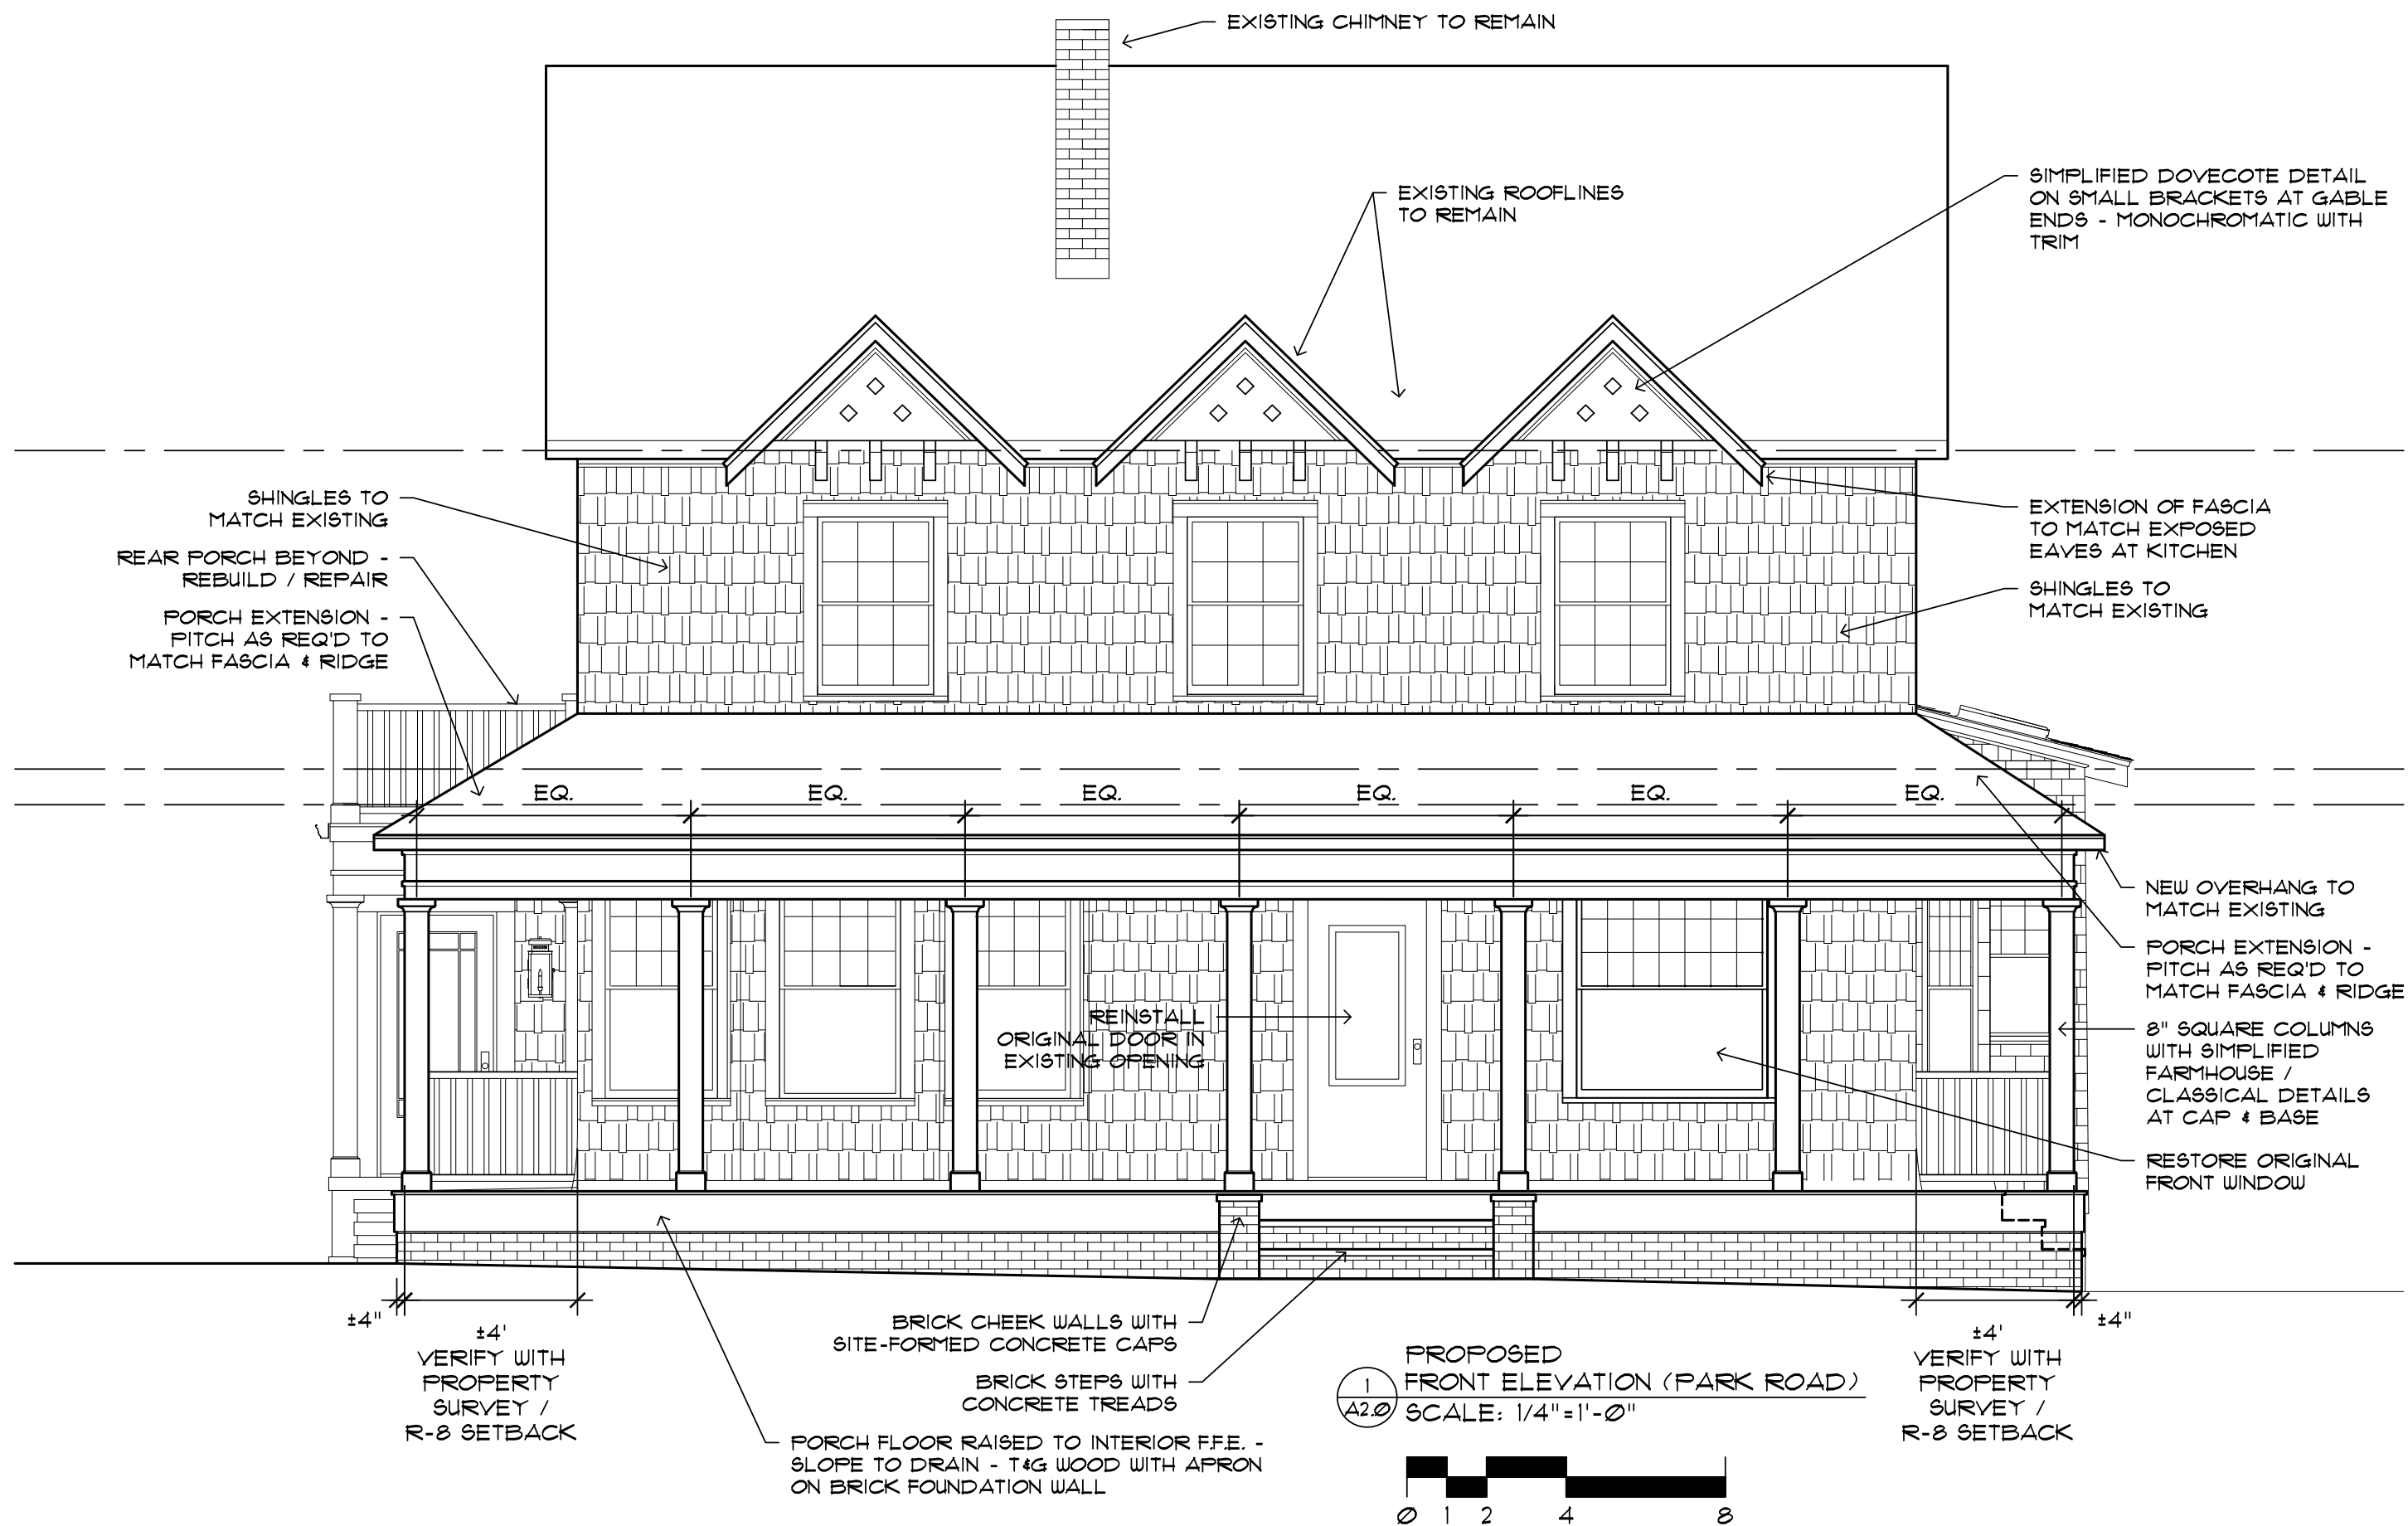 EXISTING CHIMNEY TO REMAIN
SIMPLIFIED DOVECOTE DETAIL
ON SMALL BRACKETS AT GABLE
ENDS - MONOCHROMATIC WITH
TRIM
EXISTING ROOFLINES
TO REMAIN
SHINGLES TO
MATCH EXISTING
REAR PORCH BEYOND -
REBUILD / REPAIR
PORCH EXTENSION -
PITCH AS REQ'D TO
MATCH FASCIA & RIDGE
EXTENSION OF FASCIA
TO MATCH EXPOSED
EAVES AT KITCHEN
SHINGLES TO
MATCH EXISTING
EQ. EQ. EQ. EQ. EQ. EQ.
NEW OVERHANG TO
MATCH EXISTING
PORCH EXTENSION -
PITCH AS REQ'D TO
MATCH FASCIA & RIDGE
8" SQUARE COLUMNS
WITH SIMPLIFIED
FARMHOUSE /
CLASSICAL DETAILS
AT CAP & BASE
RESTORE ORIGINAL
FRONT WINDOW
REINSTALL
ORIGINAL DOOR IN
EXISTING OPENING
±4"
±4'
VERIFY WITH
PROPERTY
SURVEY /
R-8 SETBACK
BRICK CHEEK WALLS WITH
SITE-FORMED CONCRETE CAPS
BRICK STEPS WITH
CONCRETE TREADS
PORCH FLOOR RAISED TO INTERIOR F.F.E. -
SLOPE TO DRAIN - T&G WOOD WITH APRON
ON BRICK FOUNDATION WALL
±4"
±4'
VERIFY WITH
PROPERTY
SURVEY /
R-8 SETBACK
1
A2.0
PROPOSED
FRONT ELEVATION (PARK ROAD)
SCALE: 1/4"=1'-0"
0 1 2 4 8